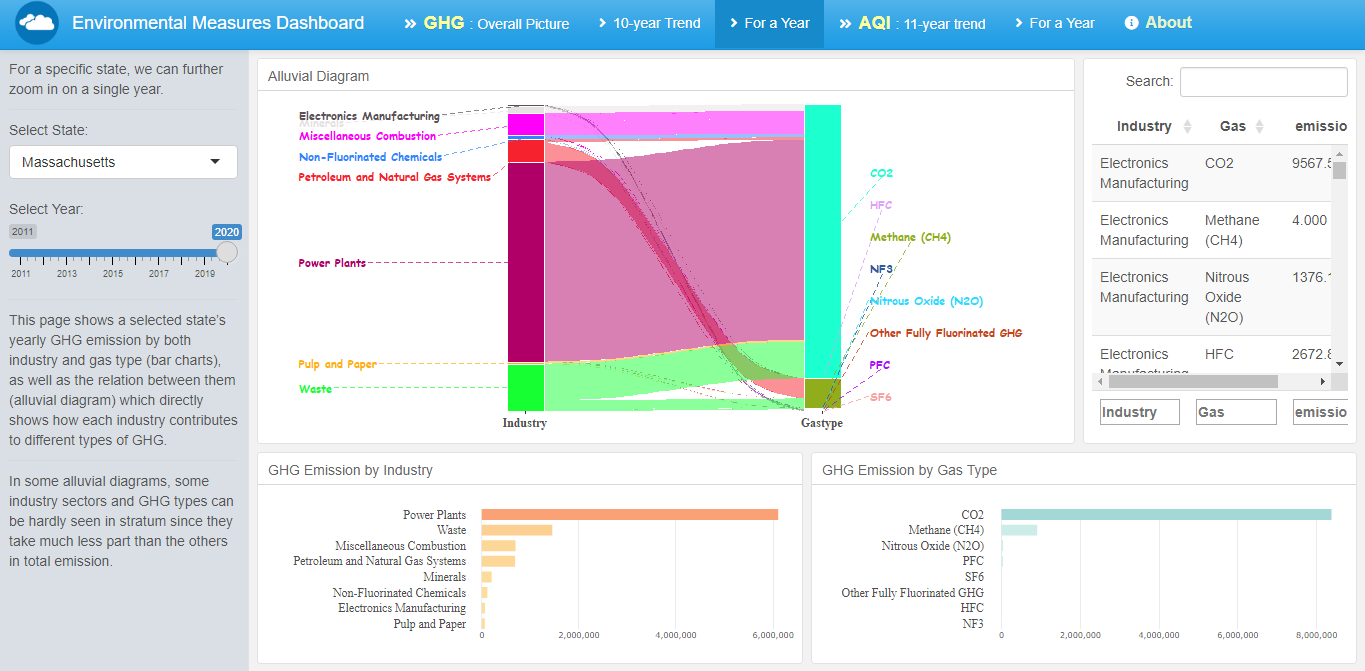 Environmental Measures Dashboard
GHG : Overall Picture
10-year Trend
For a Year
AQI : 11-year trend
For a Year
About
For a specific state, we can further
zoom in on a single year.
Select State:
Massachusetts
Select Year:
2011
2020
2011 2013 2015 2017 2019
This page shows a selected state's
yearly GHG emission by both
industry and gas type (bar charts),
as well as the relation between them
(alluvial diagram) which directly
shows how each industry contributes
to different types of GHG.
In some alluvial diagrams, some
industry sectors and GHG types can
be hardly seen in stratum since they
take much less part than the others
in total emission.
Alluvial Diagram
Electronics Manufacturing
Minerals
Miscellaneous Combustion
Non-Fluorinated Chemicals
Petroleum and Natural Gas Systems
Power Plants
Pulp and Paper
Waste
CO2
HFC
Methane (CH4)
NF3
Nitrous Oxide (N2O)
Other Fully Fluorinated GHG
PFC
SF6
Industry
Gastype
Search:
Industry Gas emissio
Electronics CO2 9567.5
Manufacturing
Electronics Methane 4.000
Manufacturing (CH4)
Electronics Nitrous 1376.1
Manufacturing Oxide
(N2O)
Electronics HFC 2672.8
Manufacturing
Industry Gas emissio
GHG Emission by Industry
Power Plants
Waste
Miscellaneous Combustion
Petroleum and Natural Gas Systems
Minerals
Non-Fluorinated Chemicals
Electronics Manufacturing
Pulp and Paper
0 2,000,000 4,000,000 6,000,000
GHG Emission by Gas Type
CO2
Methane (CH4)
Nitrous Oxide (N2O)
PFC
SF6
Other Fully Fluorinated GHG
HFC
NF3
0 2,000,000 4,000,000 6,000,000 8,000,000